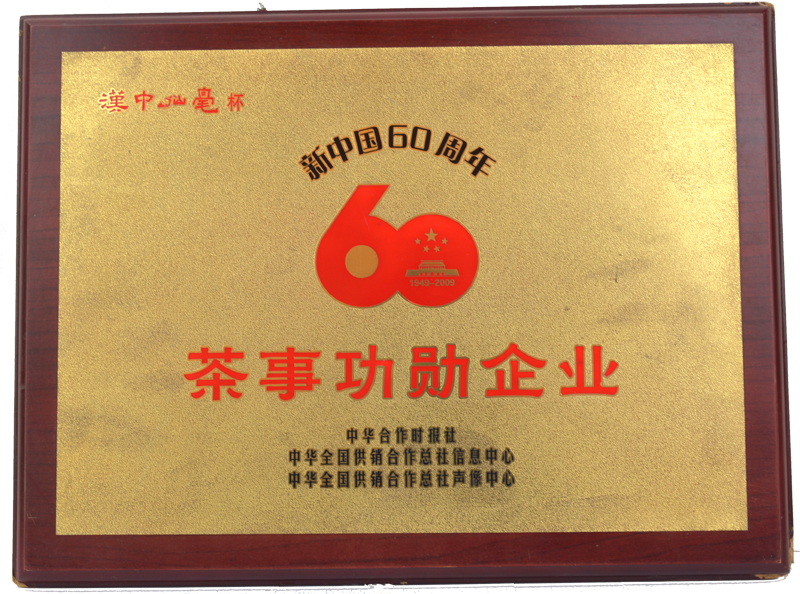 漢中仙毫杯
新中国60周年
60
1949-2009
茶事功勋企业
中华合作时报社
中华全国供销合作总社信息中心
中华全国供销合作总社声像中心